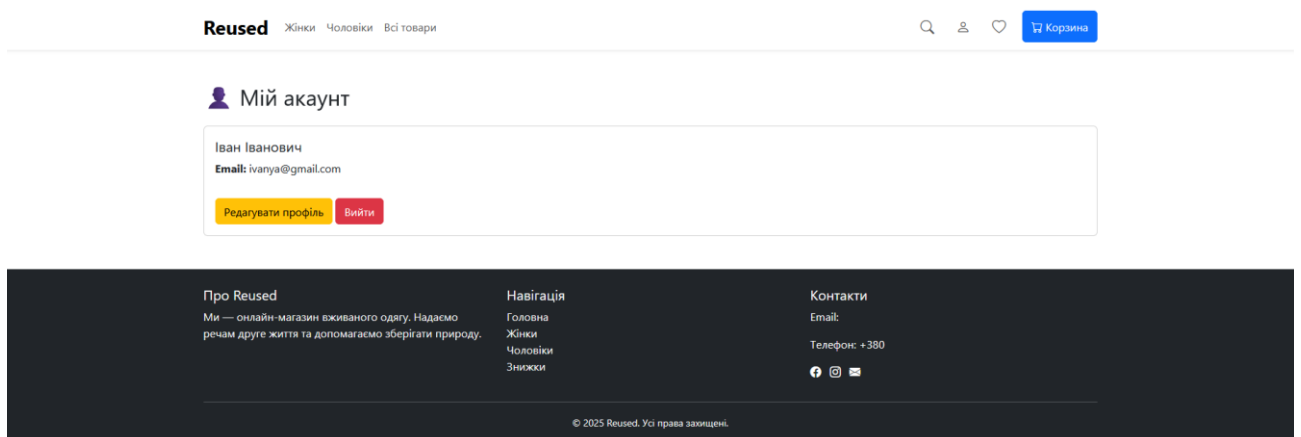 Reused Жінки Чоловіки Всі товари Корзина
Мій акаунт
Іван Іванович
Email: ivanya@gmail.com
Редагувати профіль Вийти
Про Reused
Ми — онлайн-магазин вживаного одягу. Надаємо
речам друге життя та допомагаємо зберігати природу.
Навігація
Головна
Жінки
Чоловіки
Знижки
Контакти
Email:
Телефон: +380
© 2025 Reused. Усі права захищені.